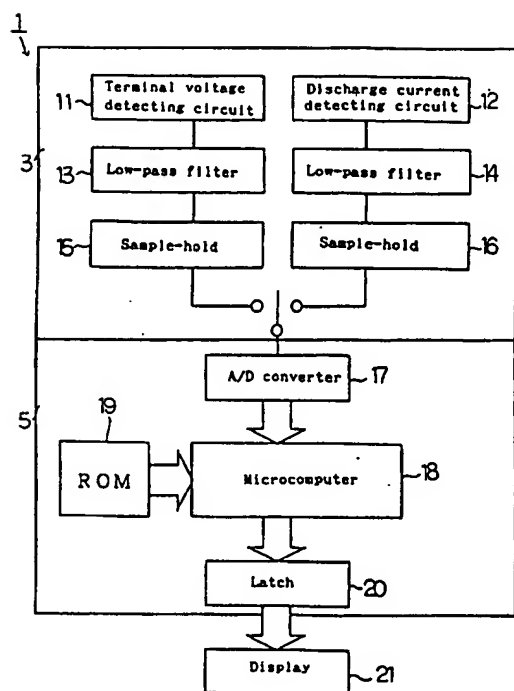 1
3
11
Terminal voltage
detecting circuit
Discharge current
detecting circuit
12
13
Low-pass filter
Low-pass filter
14
15
Sample-hold
Sample-hold
16
5
A/D converter
17
19
ROM
Microcomputer
18
Latch
20
Display
21